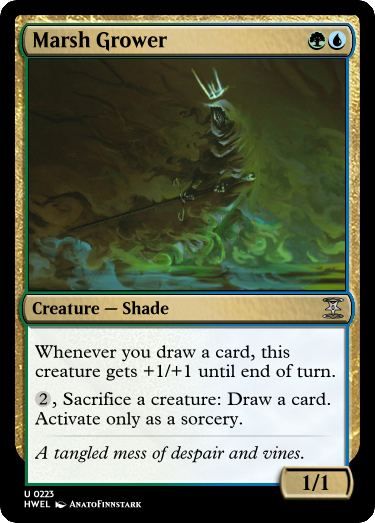 Marsh Grower
Creature — Shade
Whenever you draw a card, this
creature gets +1/+1 until end of turn.
2, Sacrifice a creature: Draw a card.
Activate only as a sorcery.
A tangled mess of despair and vines.
1/1
U 0223
HWEL AnatoFinnstark